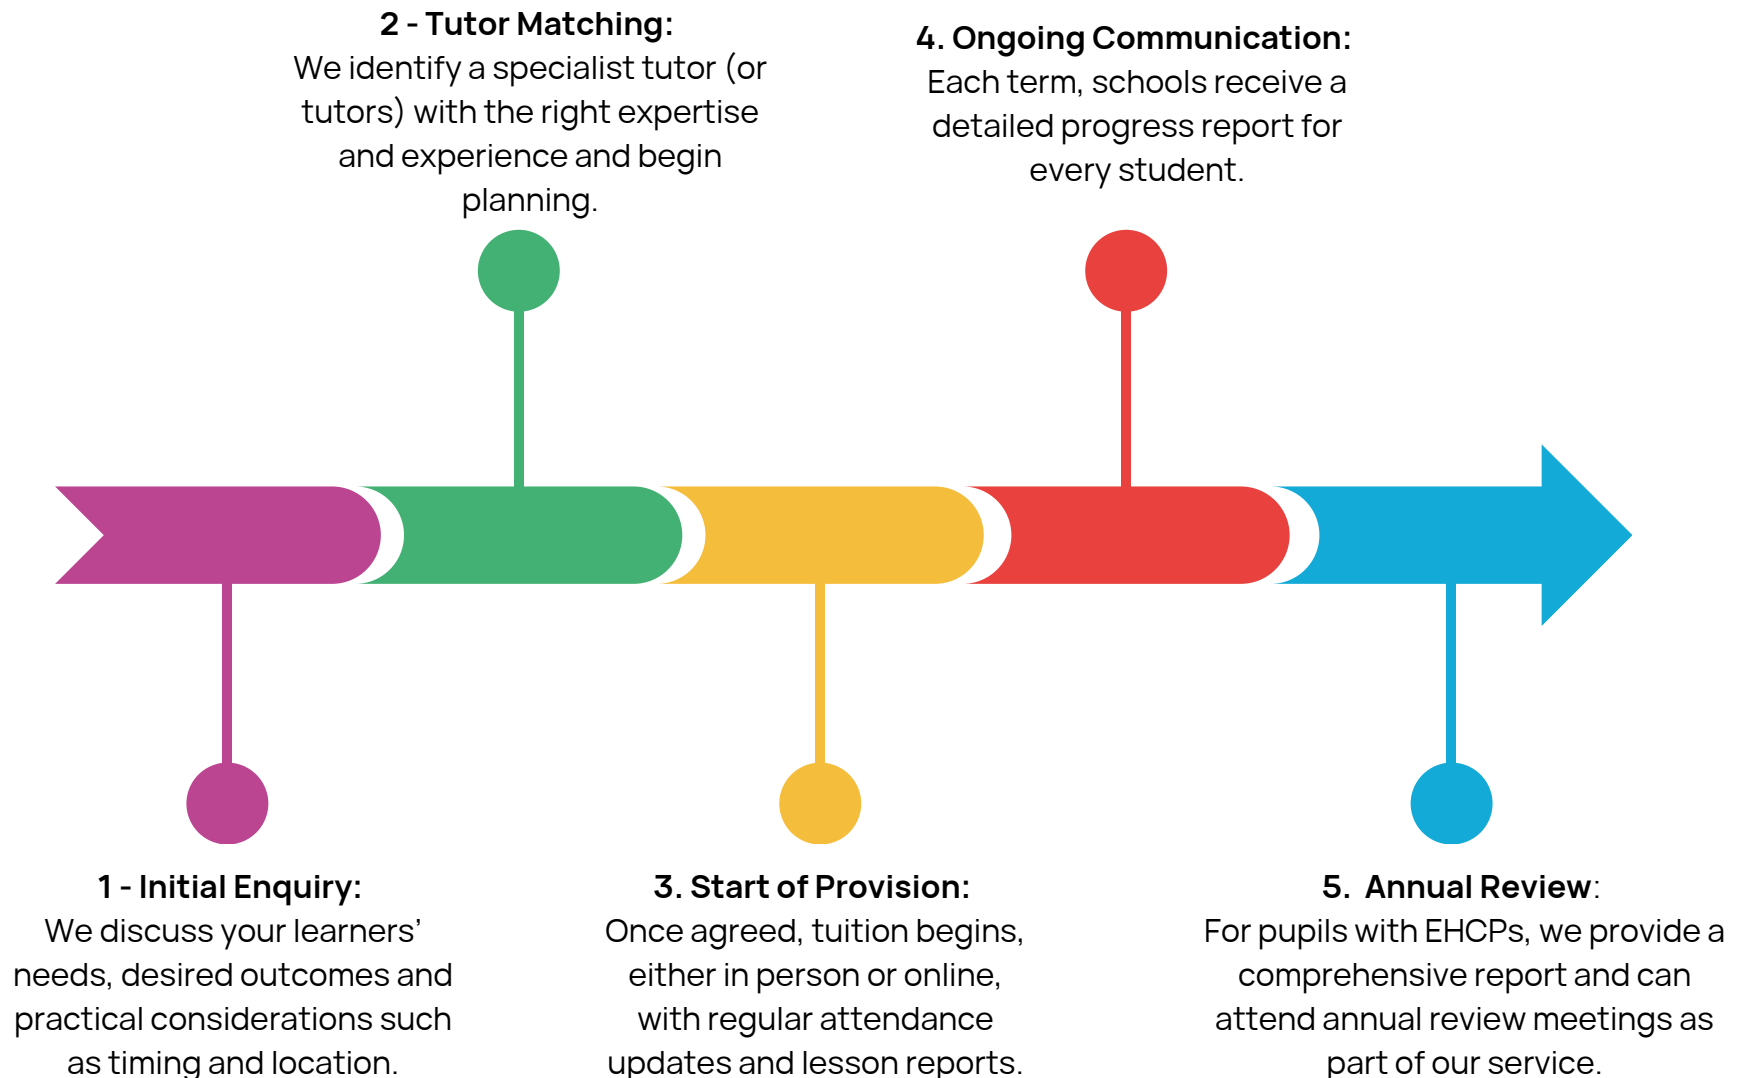 2 - Tutor Matching:
We identify a specialist tutor (or
tutors) with the right expertise
and experience and begin
planning.
4. Ongoing Communication:
Each term, schools receive a
detailed progress report for
every student.
1 - Initial Enquiry:
We discuss your learners’
needs, desired outcomes and
practical considerations such
as timing and location.
3. Start of Provision:
Once agreed, tuition begins,
either in person or online,
with regular attendance
updates and lesson reports.
5.  Annual Review:
For pupils with EHCPs, we provide a
comprehensive report and can
attend annual review meetings as
part of our service.